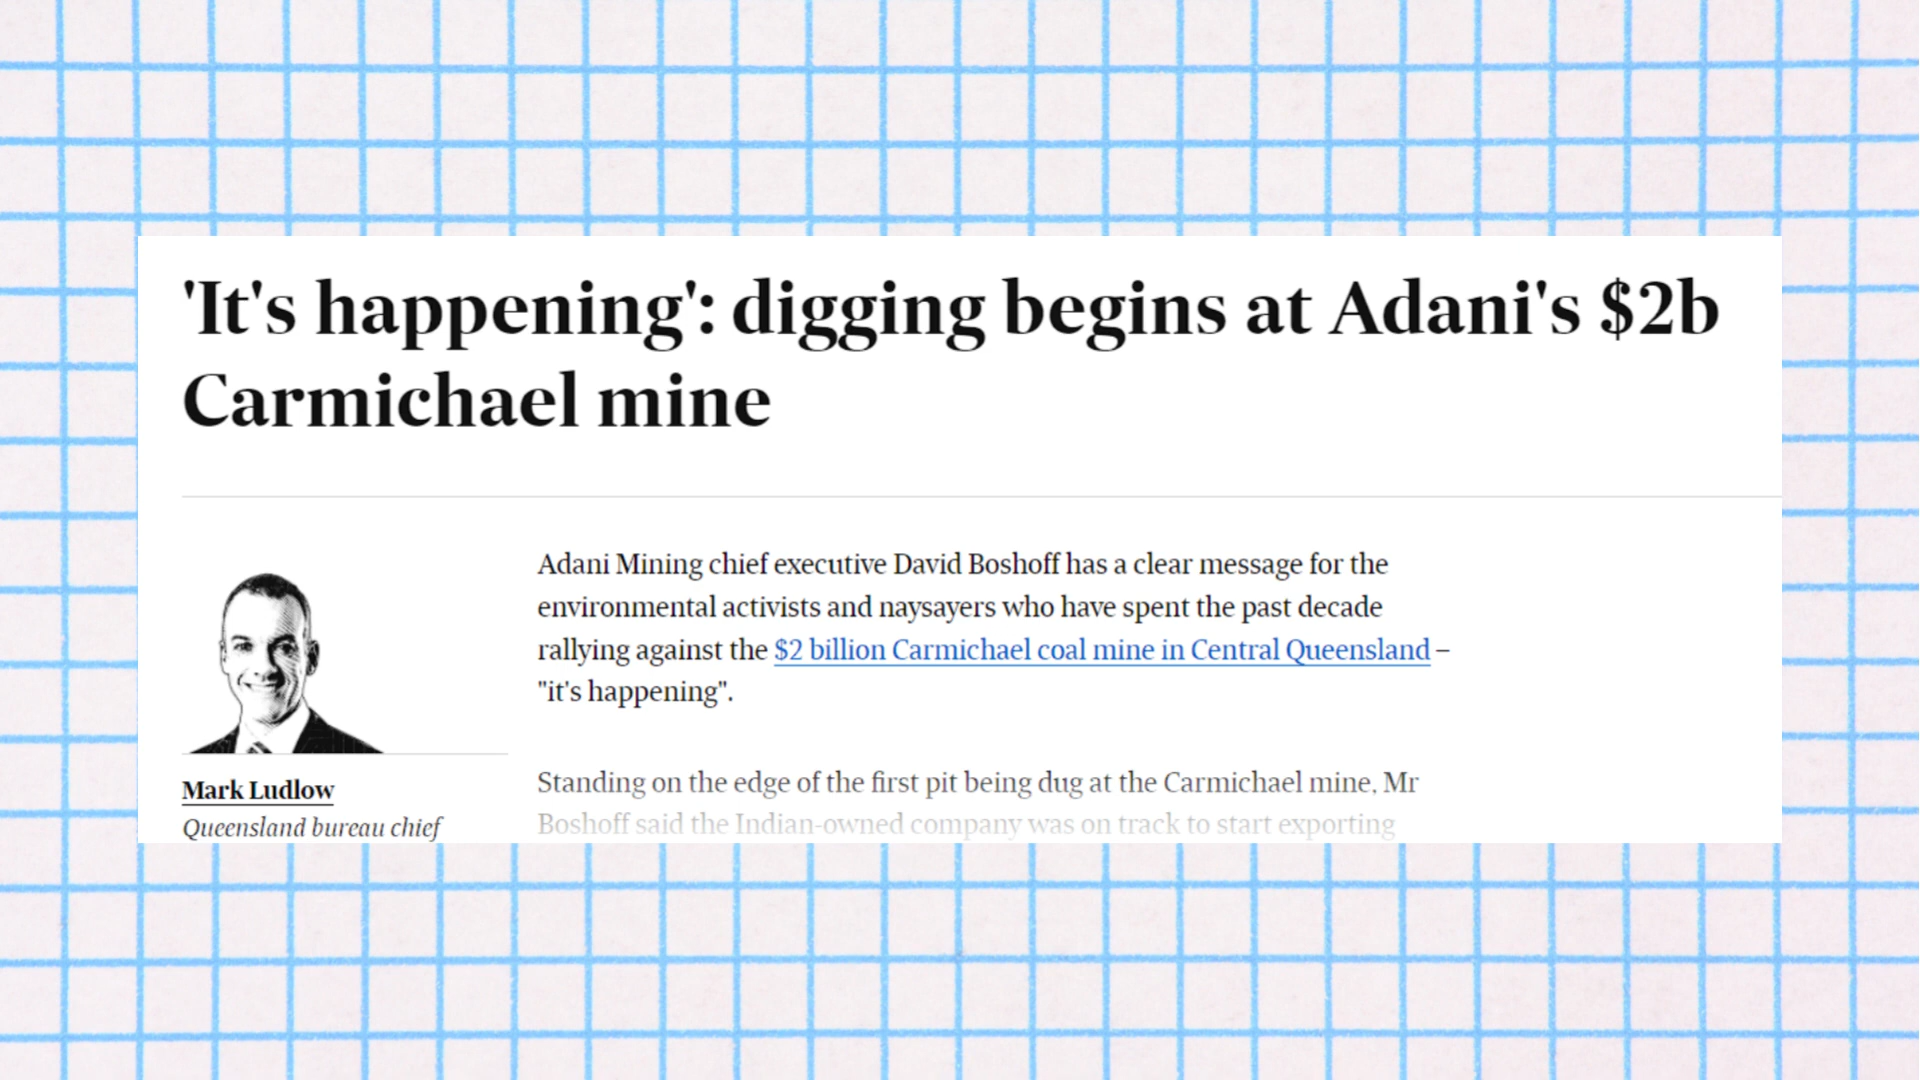 'It's happening': digging begins at Adani's $2b
Carmichael mine
Adani Mining chief executive David Boshoff has a clear message for the
environmental activists and naysayers who have spent the past decade
rallying against the $2 billion Carmichael coal mine in Central Queensland –
"it's happening".
Standing on the edge of the first pit being dug at the Carmichael mine, Mr
Boshoff said the Indian-owned company was on track to start exporting
Mark Ludlow
Queensland bureau chief